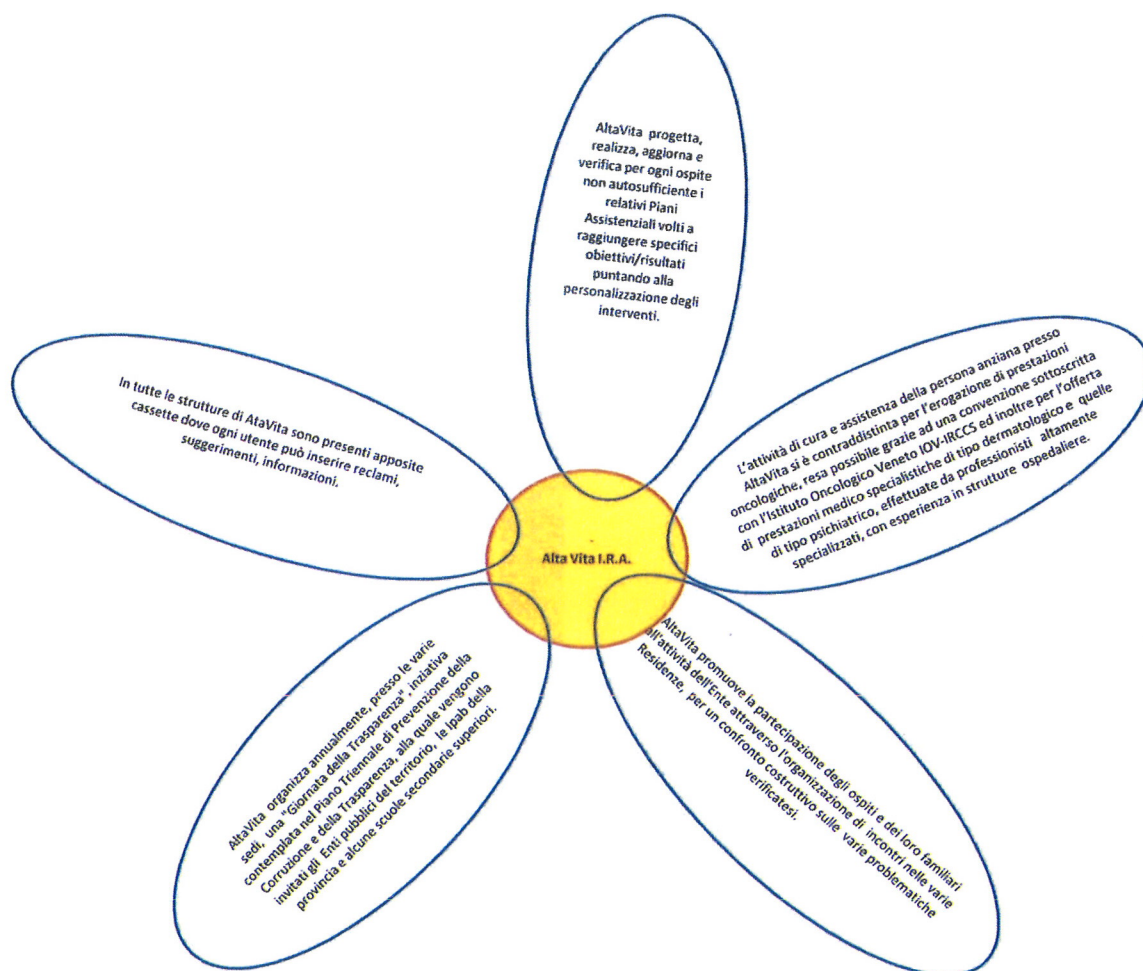 AltaVita progetta,
realizza, aggiorna e
verifica per ogni ospite
non autosufficiente i
relativi Piani
Assistenziali volti a
raggiungere specifici
obiettivi/risultati
puntando alla
personalizzazione degli
interventi.
L'attività di cura e assistenza della persona anziana presso
AltaVita si è contraddistinta per l'erogazione di prestazioni
oncologiche, resa possibile grazie ad una convenzione sottoscritta
con l'Istituto Oncologico Veneto IOV-IRCCS ed inoltre per l'offerta
di prestazioni medico specialistiche di tipo dermatologico e quelle
di tipo psichiatrico, effettuate da professionisti altamente
specializzati, con esperienza in strutture ospedaliere.
In tutte le strutture di AtaVita sono presenti apposite
cassette dove ogni utente può inserire reclami,
suggerimenti, informazioni.
Alta Vita I.R.A.
AltaVita promuove la partecipazione degli ospiti e dei loro familiari
all'attività dell'Ente attraverso l'organizzazione di incontri nelle varie
Residenze, per un confronto costruttivo sulle varie problematiche
verificatesi.
AltaVita organizza annualmente, presso le varie
sedi, una "Giornata della Trasparenza", iniziativa
contemplata nel Piano Triennale di Prevenzione della
Corruzione e della Trasparenza, alla quale vengono
invitati gli Enti pubblici del territorio, le Ipab della
provincia e alcune scuole secondarie superiori.